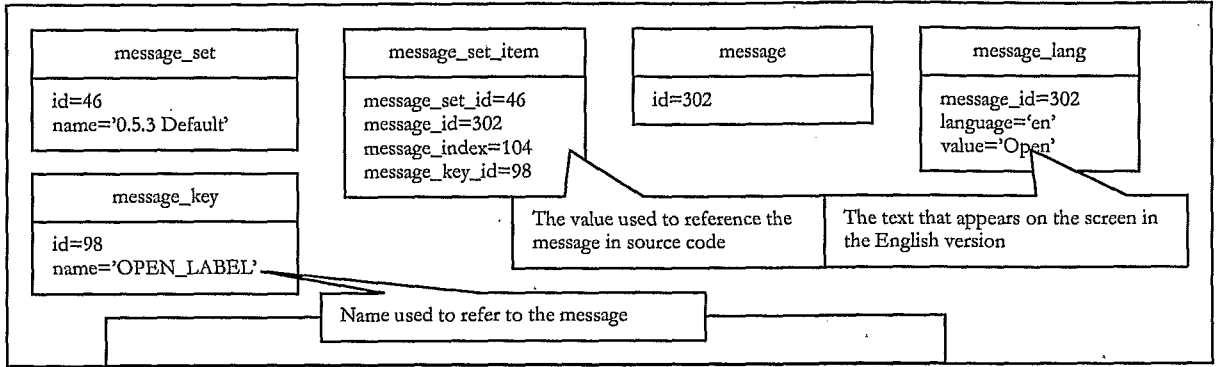 message_set
id=46
name='0.5.3 Default'
message_set_item
message_set_id=46
message_id=302
message_index=104
message_key_id=98
message
id=302
message_lang
message_id=302
language='en'
value='Open'
message_key
id=98
name='OPEN_LABEL'
The value used to reference the
message in source code
The text that appears on the screen in
the English version
Name used to refer to the message